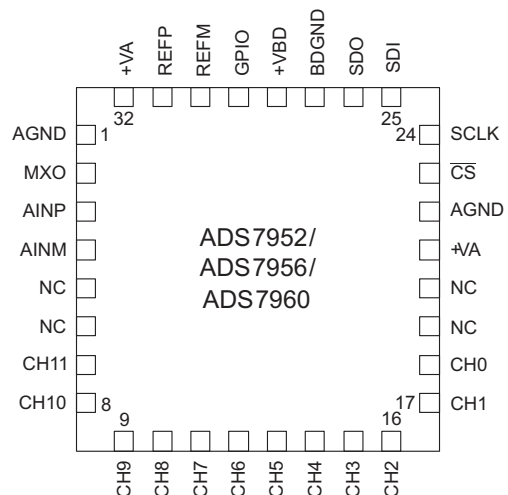 +VA REFP REFM GPIO +VBD BDGND SDO SDI
32 25
AGND 1 24 SCLK
MXO CS
AINP AGND
AINM +VA
NC NC
NC NC
CH11 CH0
CH10 8 17 CH1
9 16
CH9 CH8 CH7 CH6 CH5 CH4 CH3 CH2
ADS7952/
ADS7956/
ADS7960